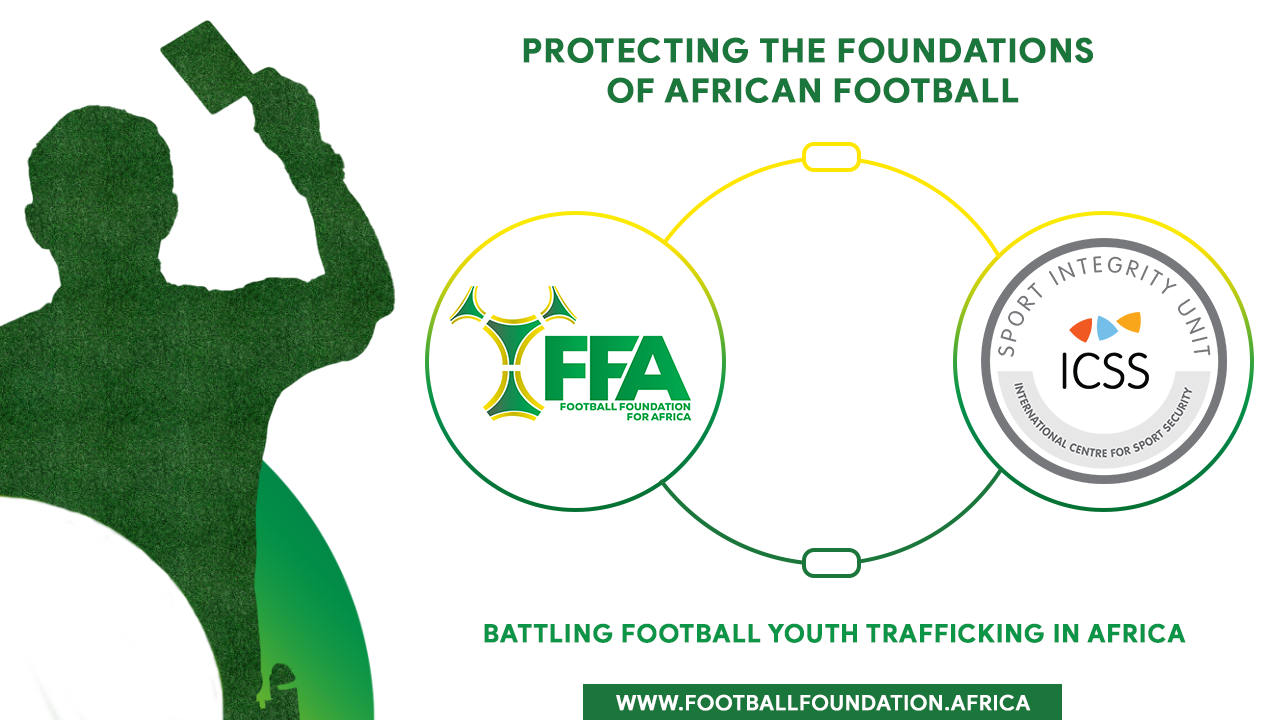 PROTECTING THE FOUNDATIONS
OF AFRICAN FOOTBALL
FFA
FOOTBALL FOUNDATION
FOR AFRICA
SPORT INTEGRITY UNIT
ICSS
INTERNATIONAL CENTRE FOR SPORT SECURITY
BATTLING FOOTBALL YOUTH TRAFFICKING IN AFRICA
WWW.FOOTBALLFOUNDATION.AFRICA